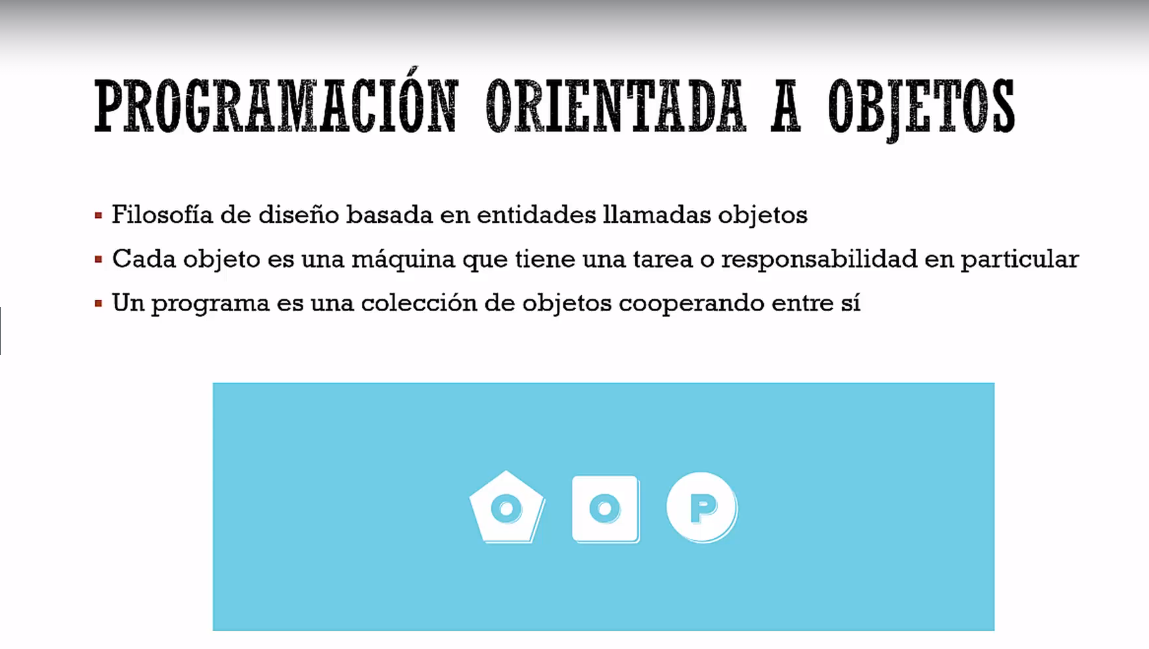 PROGRAMACIÓN ORIENTADA A OBJETOS
Filosofía de diseño basada en entidades llamadas objetos
Cada objeto es una máquina que tiene una tarea o responsabilidad en particular
Un programa es una colección de objetos cooperando entre sí
O O P